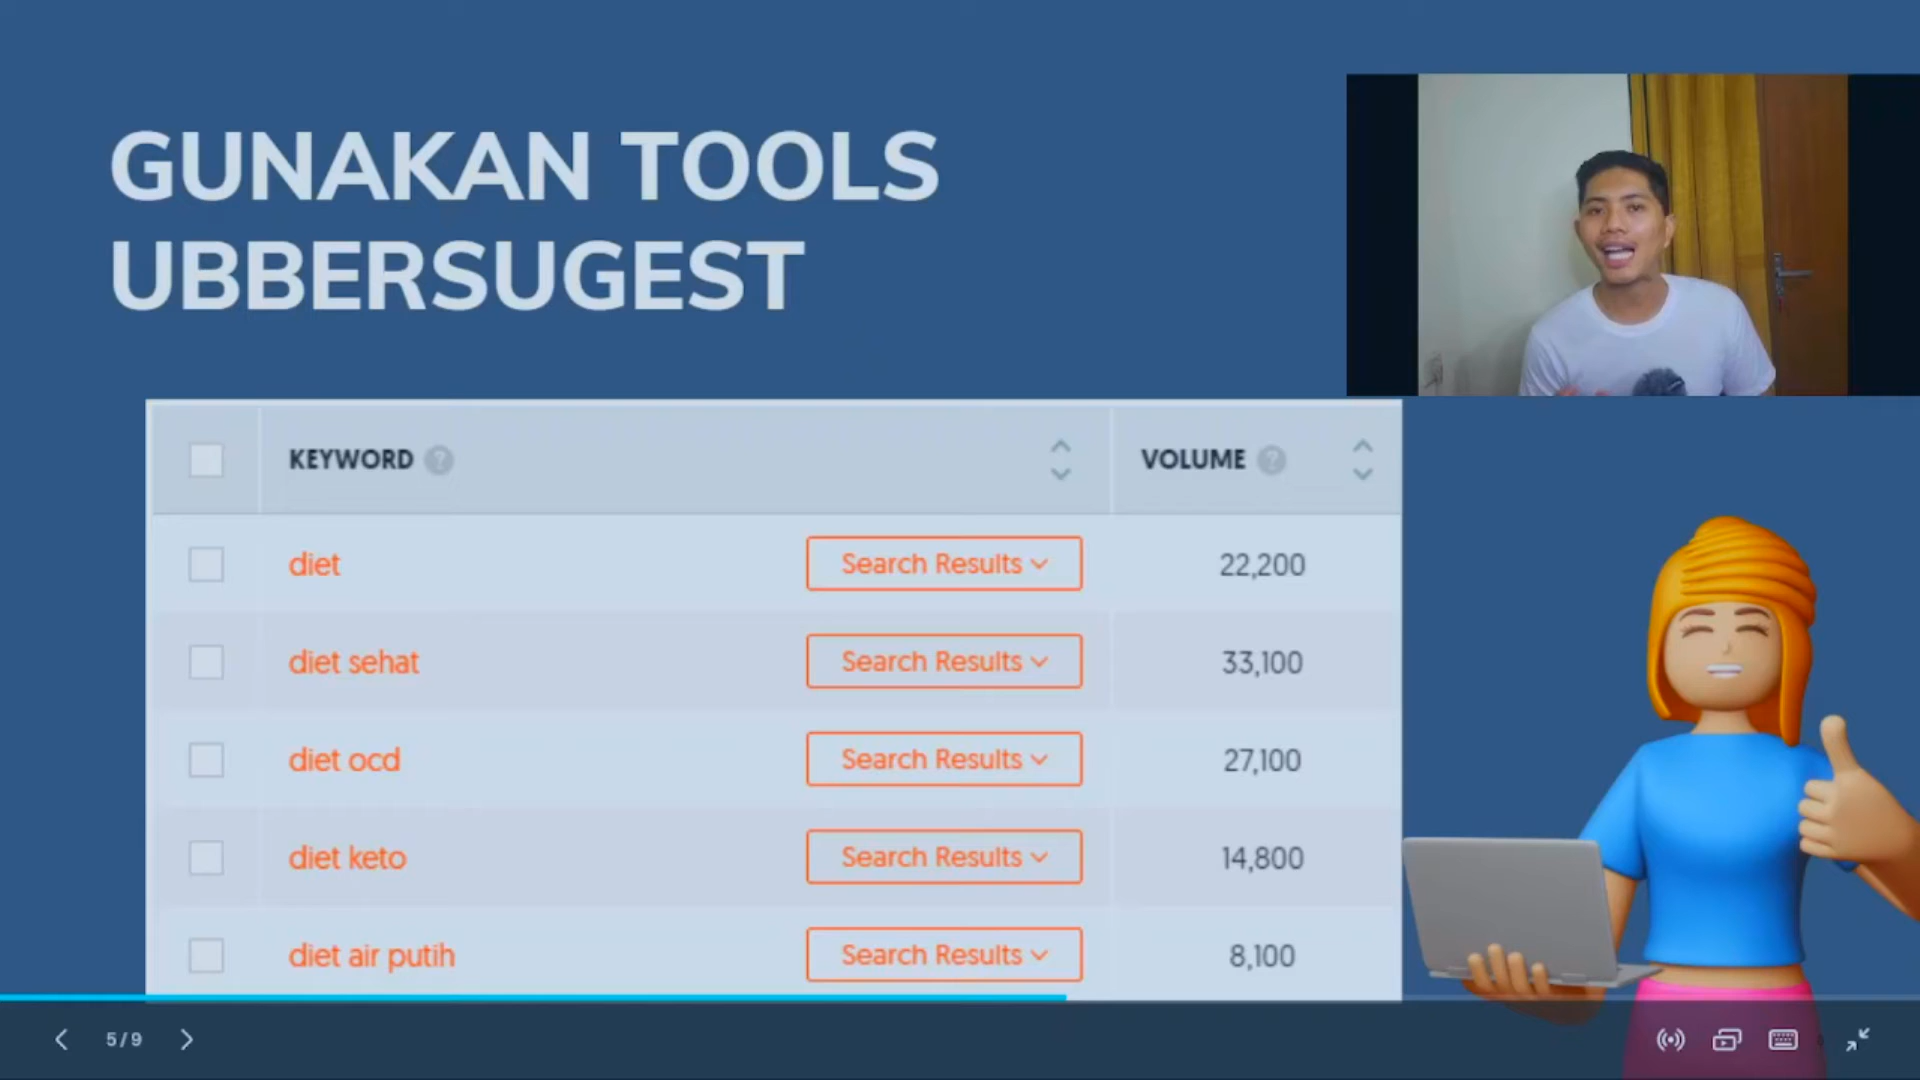 GUNAKAN TOOLS
UBBERSUGEST
KEYWORD ?
VOLUME ?
diet Search Results 22,200
diet sehat Search Results 33,100
diet ocd Search Results 27,100
diet keto Search Results 14,800
diet air putih Search Results 8,100
5/9